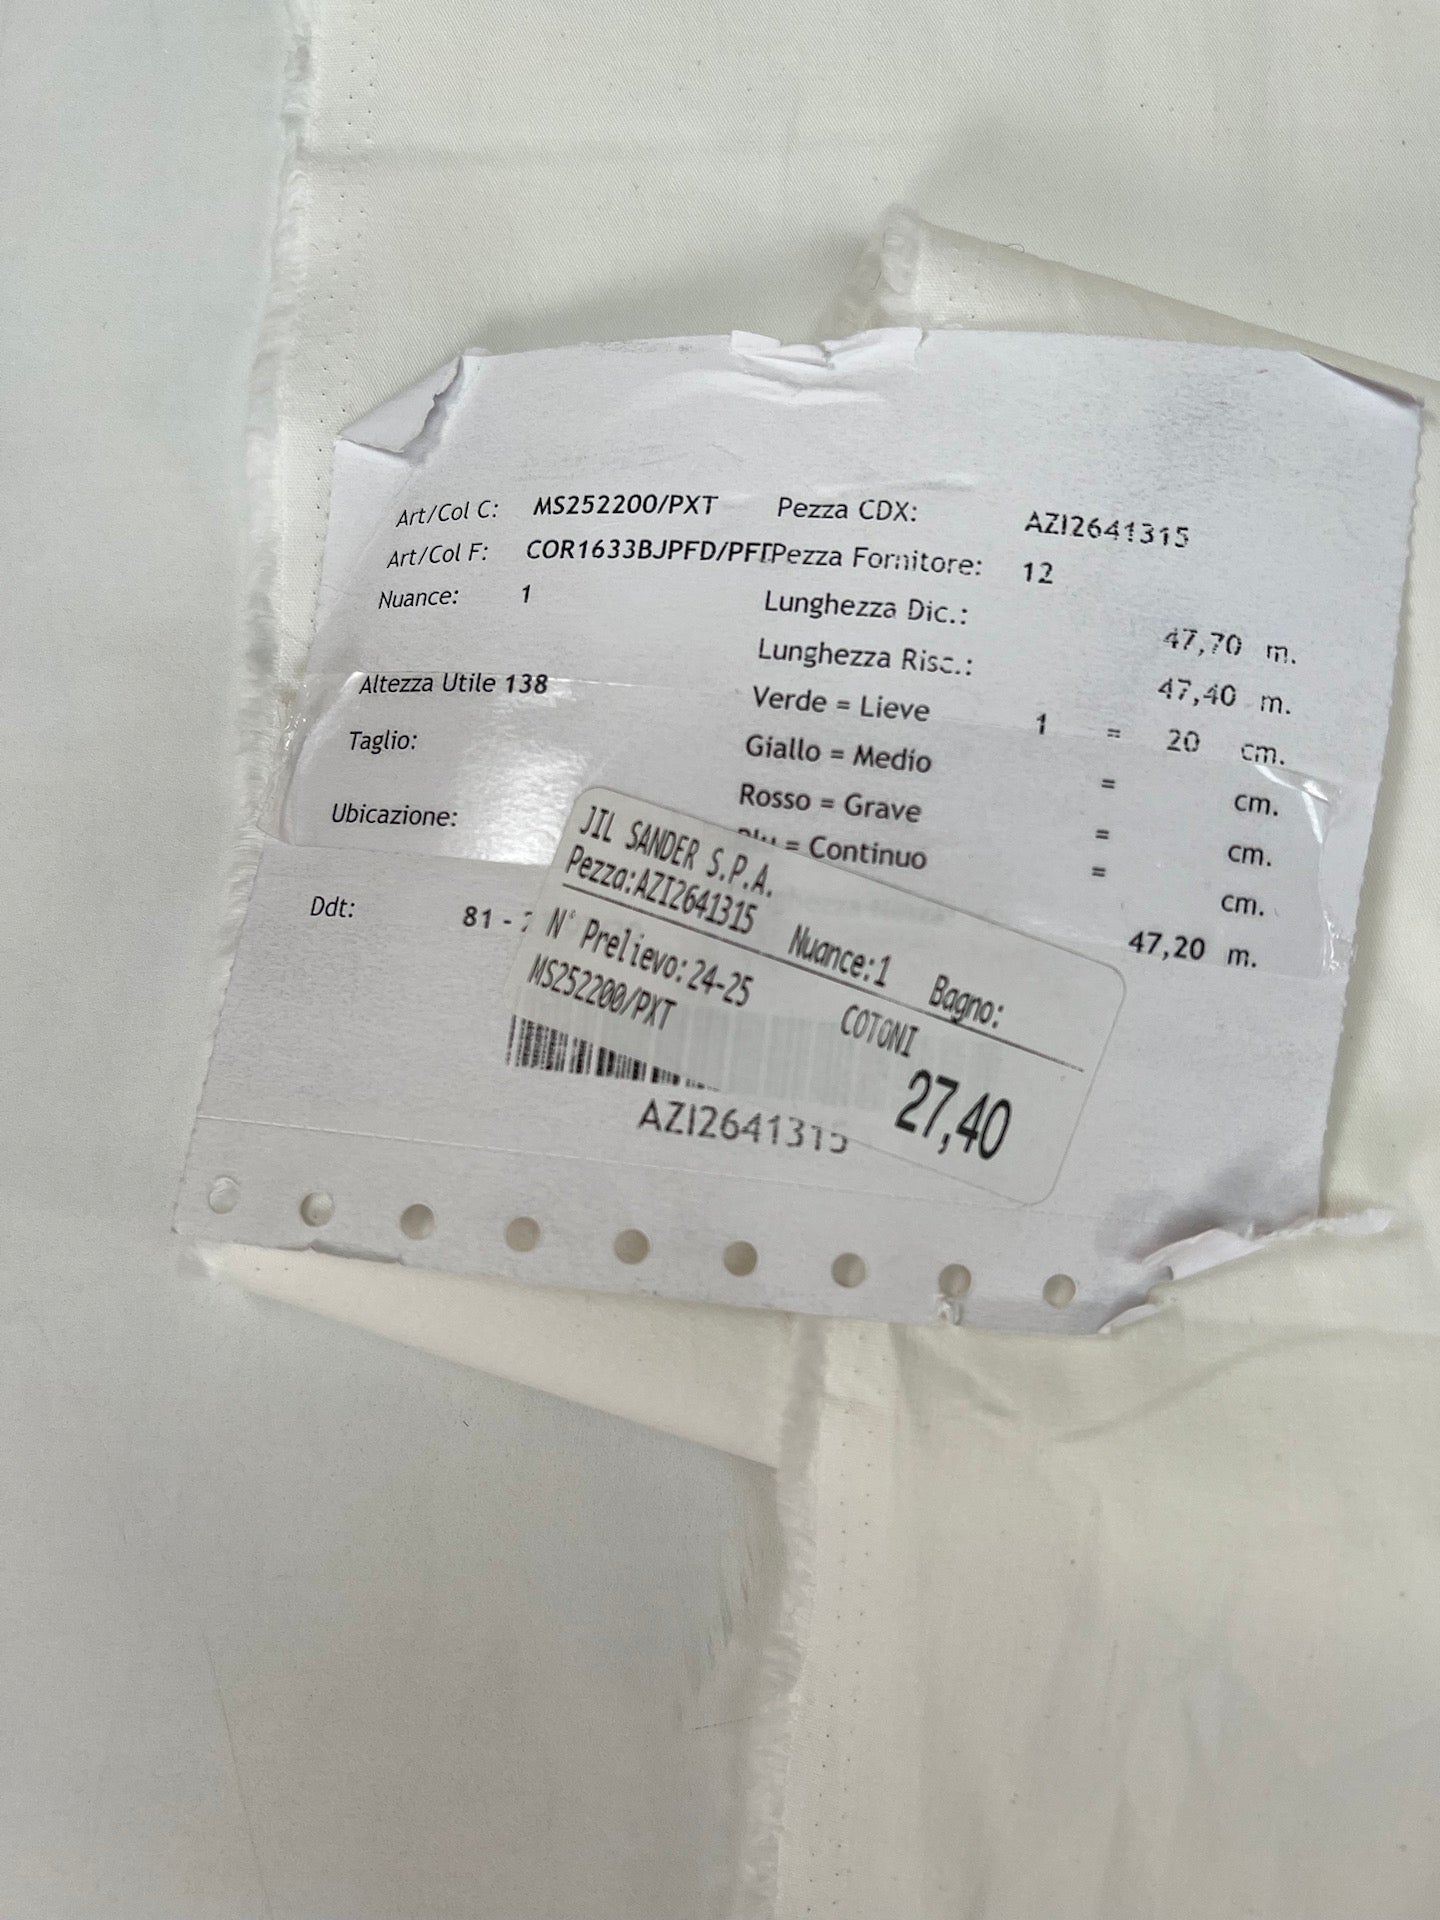 Art/Col C: MS252200/PXT Pezza CDX: AZI2641315
Art/Col F: COR1633BJPFD/PF Pezza Fornitore: 12
Nuance: 1 Lunghezza Dic.: 47,70 m.
Lunghezza Risc.: 47,40 m.
Altezza Utile 138 Verde = Lieve 1 = 20 cm.
Taglio: Giallo = Medio = cm.
Ubicazione: Rosso = Grave = cm.
= Continuo = cm.
47,20 m.
Ddt: 81 -
JIL SANDER S.P.A.
Pezza:AZI2641315 Nuance:1 Bagno:
N° Prelievo:24-25 COTONI
MS252200/PXT 27,40
AZI2641315